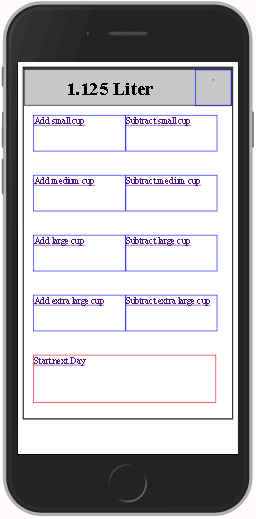 1.125 Liter
Add small cup Subtract small cup
Add medium cup Subtract medium cup
Add large cup Subtract large cup
Add extra large cup Subtract extra large cup
Start next Day